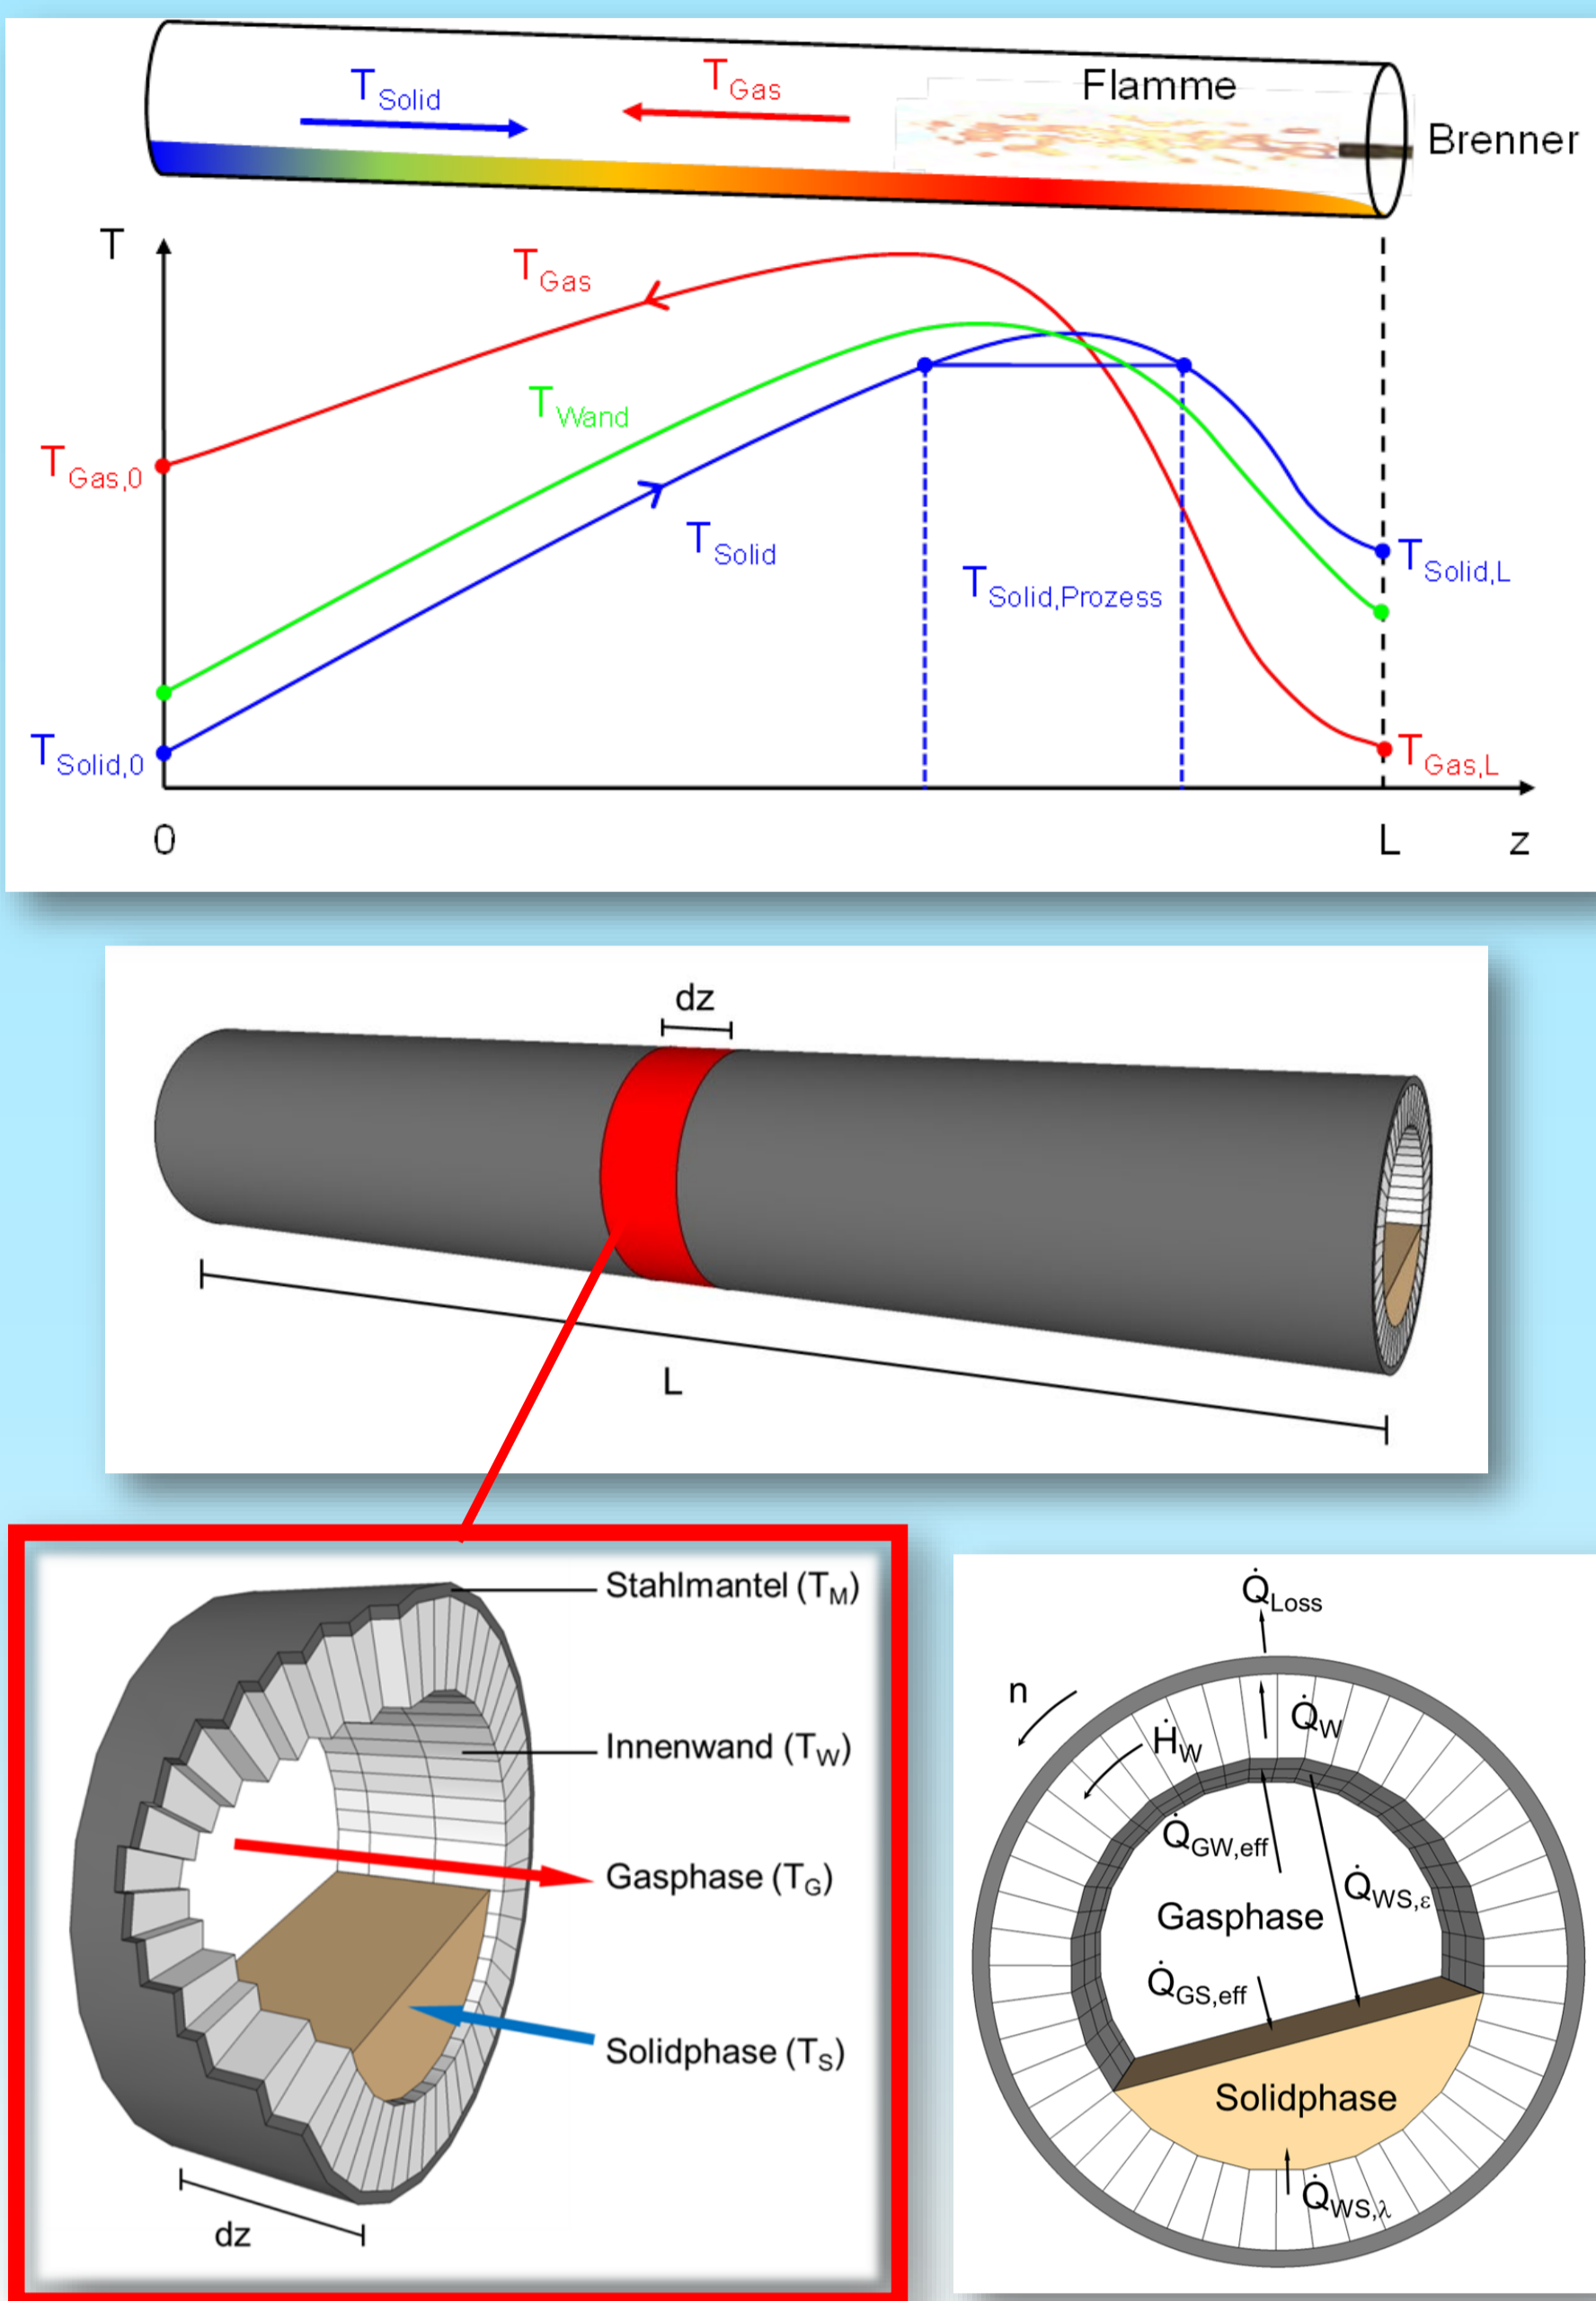 T_Solid
T_Gas
Flamme
Brenner
T
T_Gas
T_Wand
T_Gas,0
T_Solid
T_Solid,Prozess
T_Solid,L
T_Solid,0
T_Gas,L
0
L
z
dz
L
Stahlmantel (T_M)
Innenwand (T_W)
Gasphase (T_G)
Solidphase (T_S)
dz
Q̇_Loss
n
Ḣ_W
Q̇_W
Q̇_GW,eff
Q̇_WS,ε
Gasphase
Q̇_GS,eff
Solidphase
Q̇_WS,λ